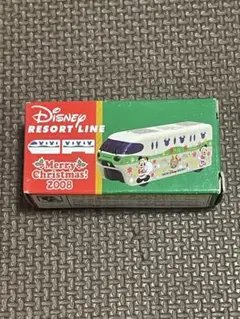 Disney
RESORT LINE
Merry
Christmas!
2008